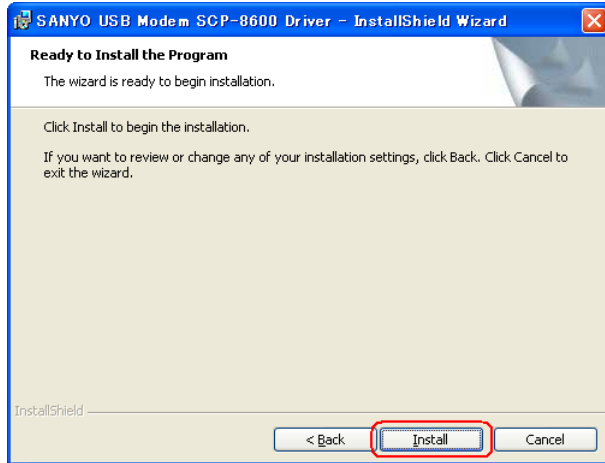 SANYO USB Modem SCP-8600 Driver - InstallShield Wizard
Ready to Install the Program
The wizard is ready to begin installation.
Click Install to begin the installation.
If you want to review or change any of your installation settings, click Back. Click Cancel to
exit the wizard.
InstallShield
< Back Install Cancel